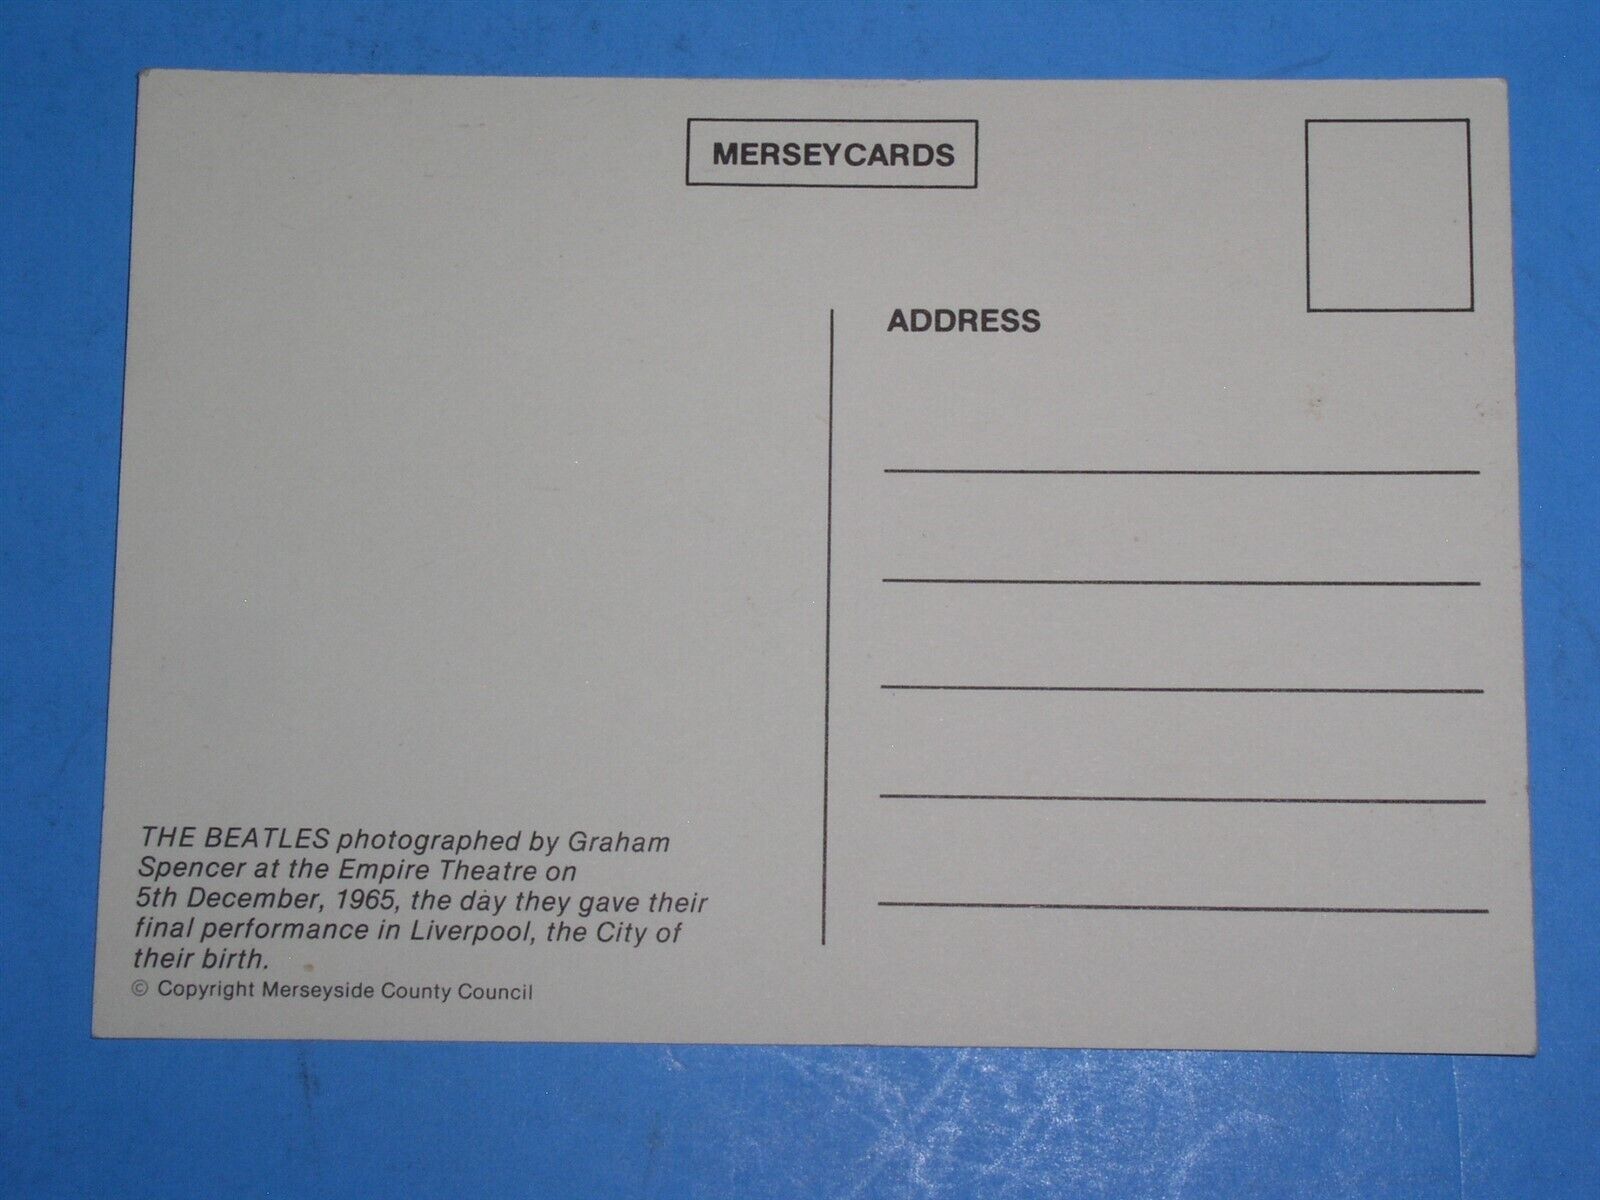 MERSEYCARDS
ADDRESS
THE BEATLES photographed by Graham
Spencer at the Empire Theatre on
5th December, 1965, the day they gave their
final performance in Liverpool, the City of
their birth.
© Copyright Merseyside County Council